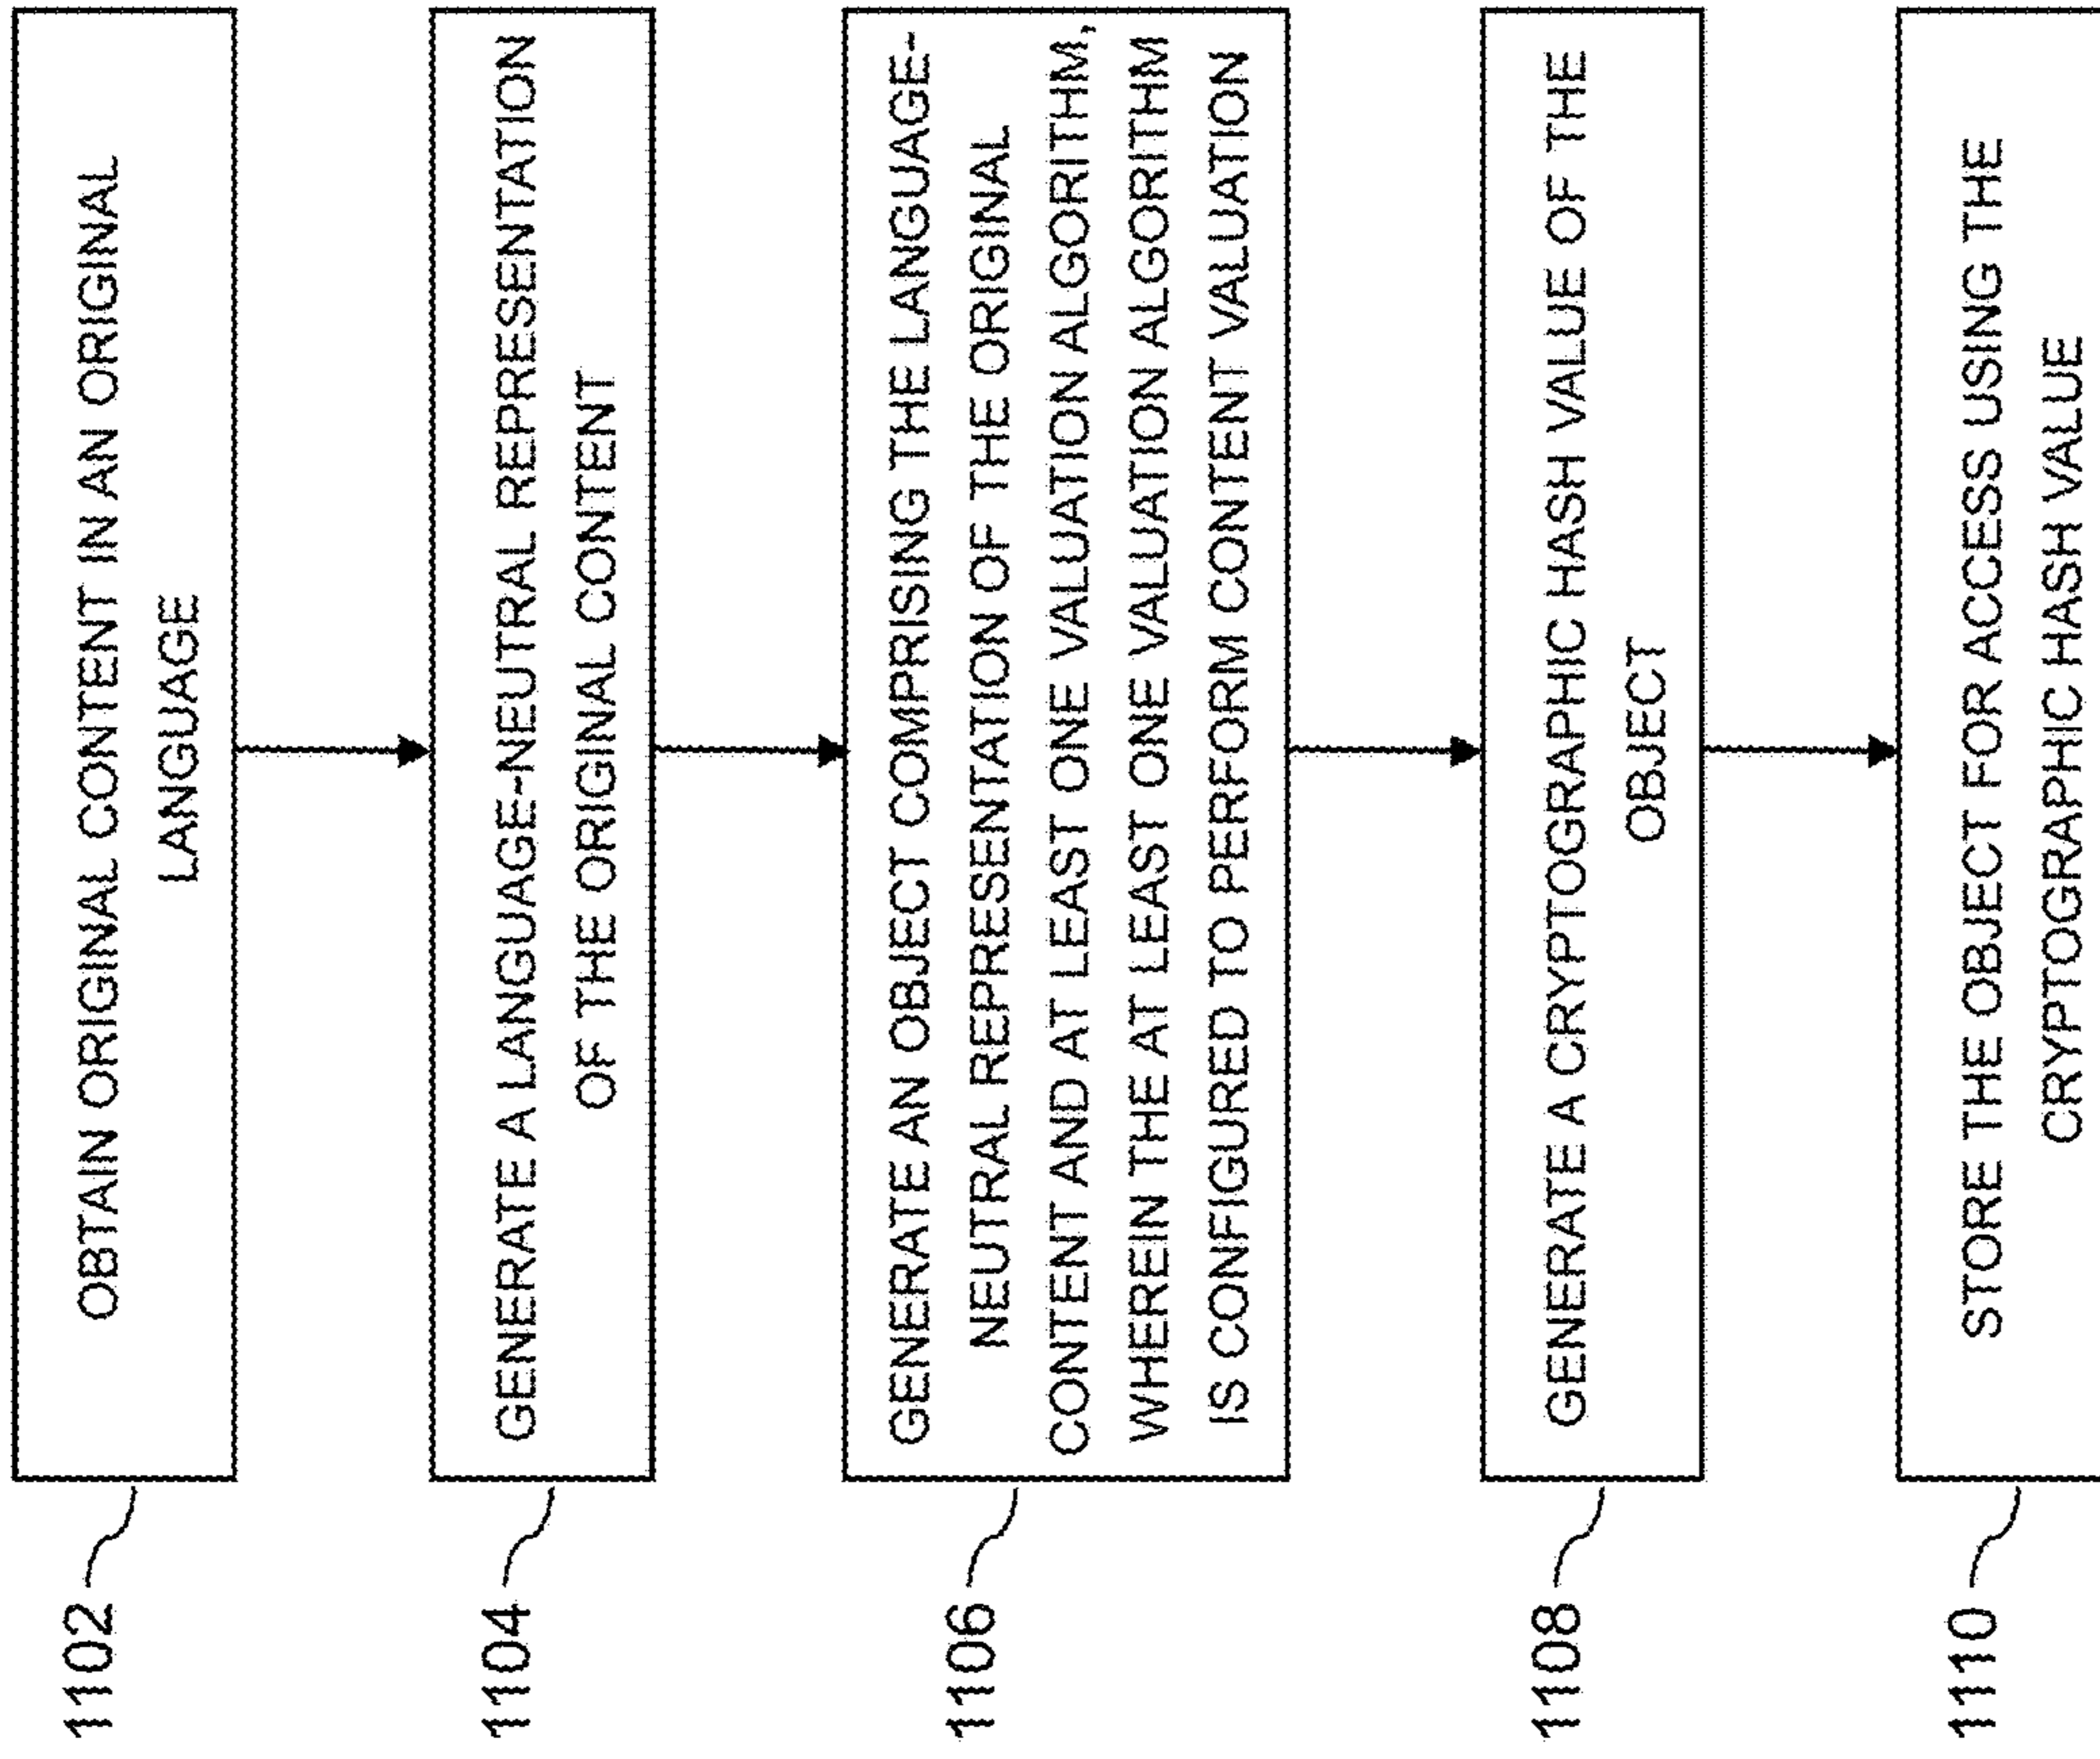 1102
OBTAIN ORIGINAL CONTENT IN AN ORIGINAL
LANGUAGE
1104
GENERATE A LANGUAGE-NEUTRAL REPRESENTATION
OF THE ORIGINAL CONTENT
1106
GENERATE AN OBJECT COMPRISING THE LANGUAGE-
NEUTRAL REPRESENTATION OF THE ORIGINAL
CONTENT AND AT LEAST ONE VALUATION ALGORITHM,
WHEREIN THE AT LEAST ONE VALUATION ALGORITHM
IS CONFIGURED TO PERFORM CONTENT VALUATION
1108
GENERATE A CRYPTOGRAPHIC HASH VALUE OF THE
OBJECT
1110
STORE THE OBJECT FOR ACCESS USING THE
CRYPTOGRAPHIC HASH VALUE